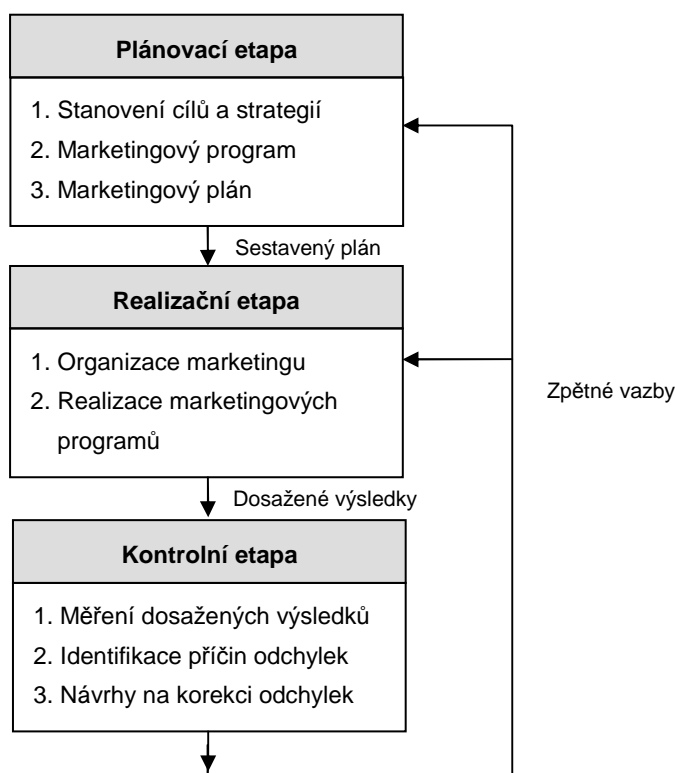 Plánovací etapa
1. Stanovení cílů a strategií
2. Marketingový program
3. Marketingový plán
Sestavený plán
Realizační etapa
1. Organizace marketingu
2. Realizace marketingových
programů
Zpětné vazby
Dosažené výsledky
Kontrolní etapa
1. Měření dosažených výsledků
2. Identifikace příčin odchylek
3. Návrhy na korekci odchylek